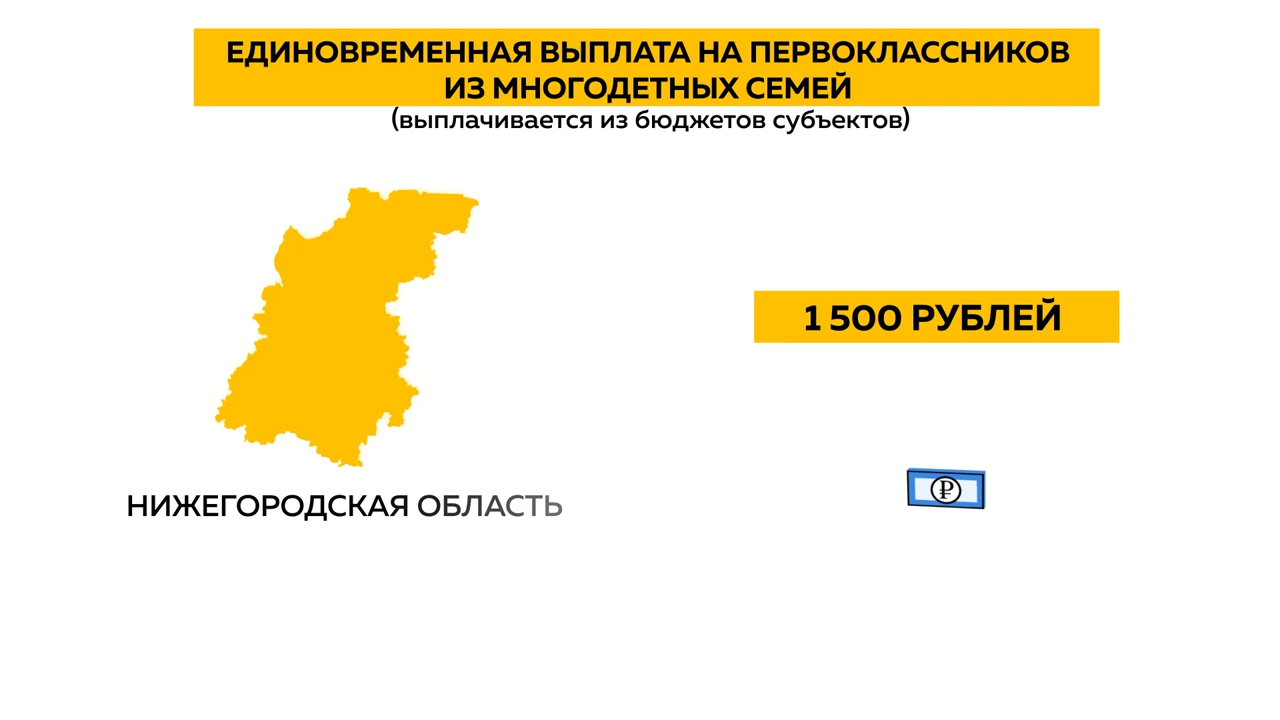 ЕДИНОВРЕМЕННАЯ ВЫПЛАТА НА ПЕРВОКЛАССНИКОВ
ИЗ МНОГОДЕТНЫХ СЕМЕЙ
(выплачивается из бюджетов субъектов)
1 500 РУБЛЕЙ
₽
НИЖЕГОРОДСКАЯ ОБЛАСТЬ